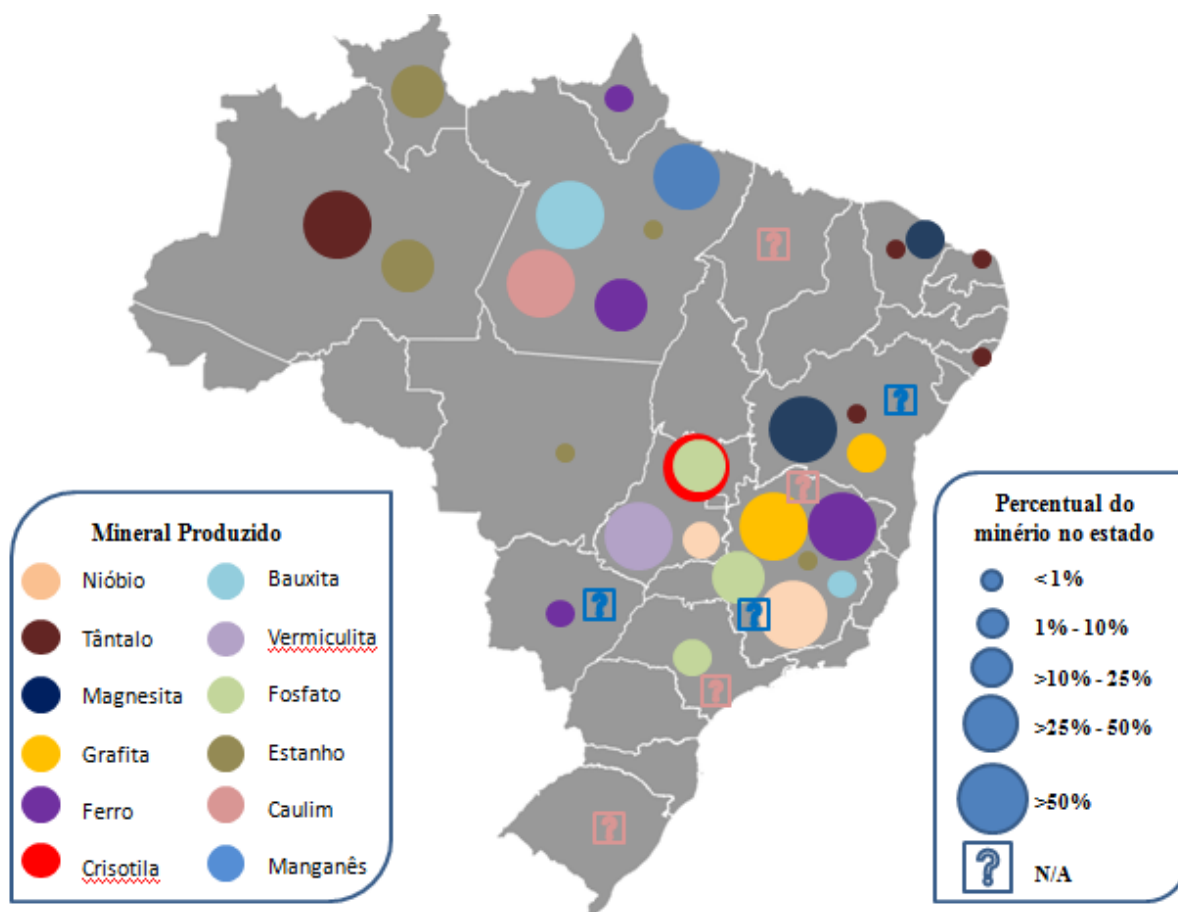 Mineral Produzido
Nióbio
Bauxita
Tântalo
Vermiculita
Magnesita
Fosfato
Grafita
Estanho
Ferro
Caulim
Crisotila
Manganês
Percentual do
minério no estado
<1%
1% - 10%
>10% - 25%
>25% - 50%
>50%
? N/A
?
?
?
?
?
?
?